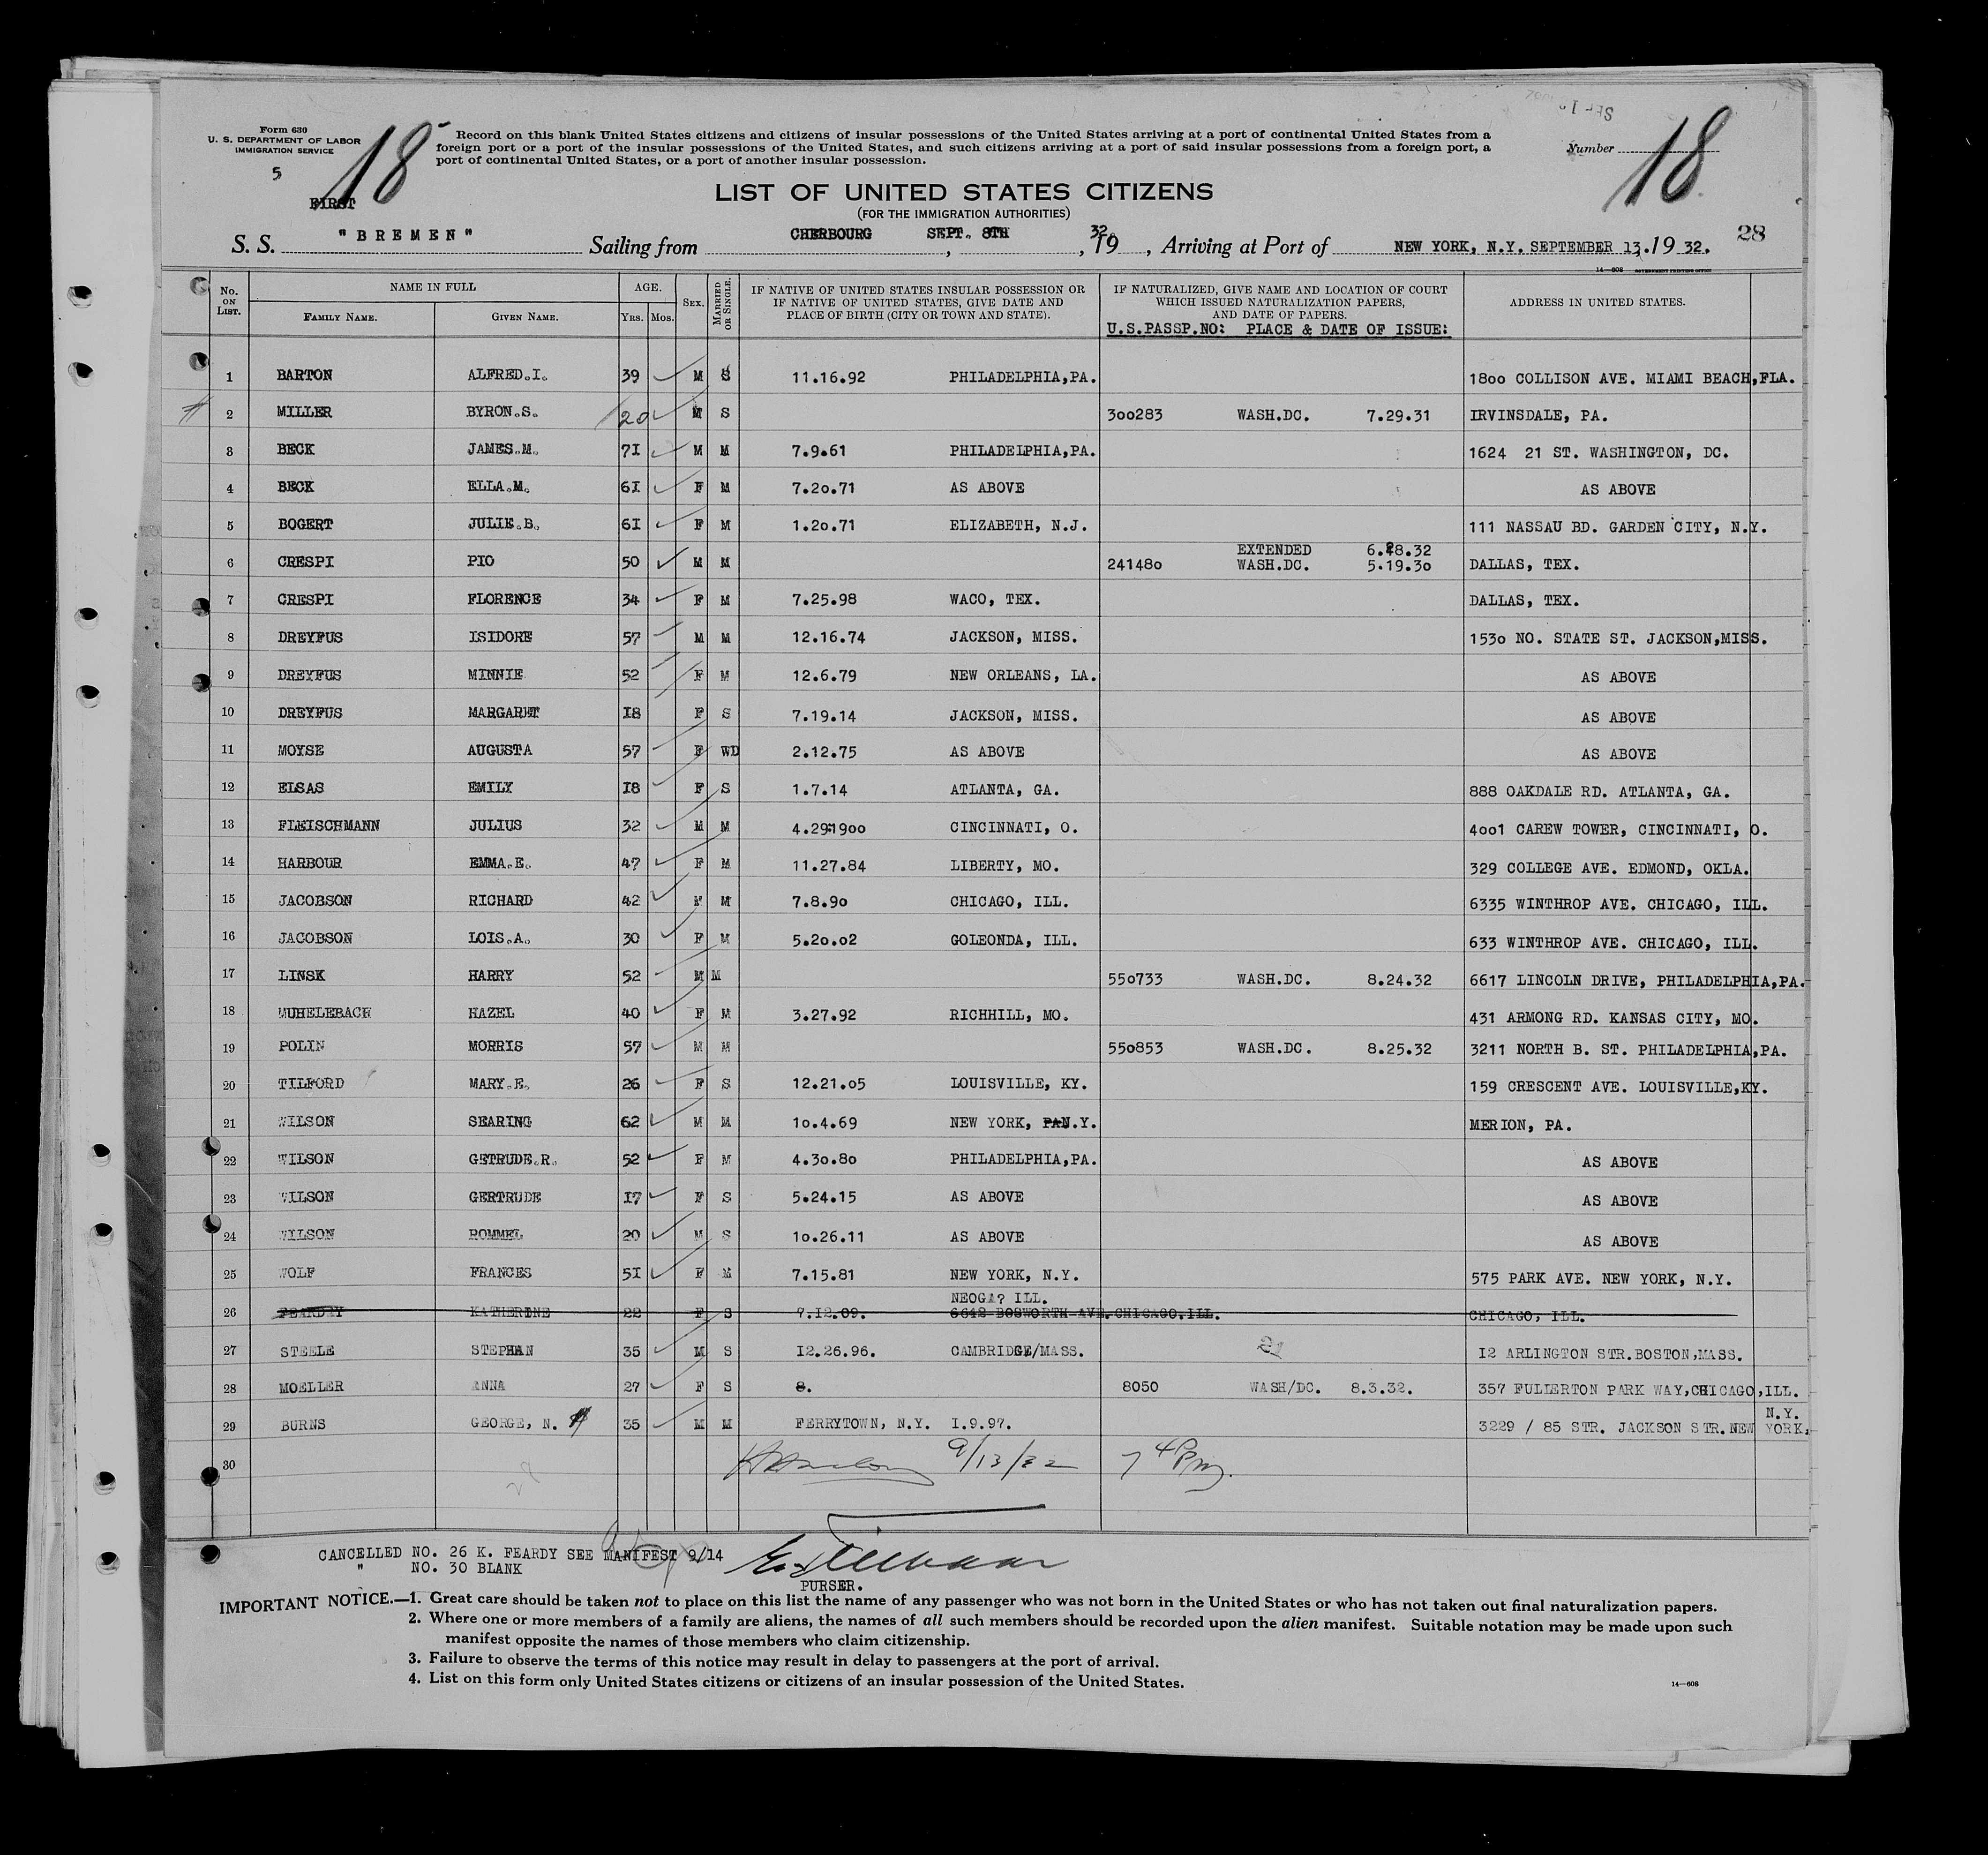 Form 630
U. S. DEPARTMENT OF LABOR
IMMIGRATION SERVICE
5
18
FIRST
Record on this blank United States citizens and citizens of insular possessions of the United States arriving at a port of continental United States from a
foreign port or a port of the insular possessions of the United States, and such citizens arriving at a port of said insular possessions from a foreign port, a
port of continental United States, or a port of another insular possession.
Number 18
LIST OF UNITED STATES CITIZENS
(FOR THE IMMIGRATION AUTHORITIES)
28
S. S. "BREMEN" Sailing from CHERBOURG, SEPT. 8TH, 1932, Arriving at Port of NEW YORK, N.Y. SEPTEMBER 13.1932.
14—608 GOVERNMENT PRINTING OFFICE
No. ON LIST. NAME IN FULL FAMILY NAME. GIVEN NAME. AGE. YRS. MOS. SEX. MARRIED OR SINGLE. IF NATIVE OF UNITED STATES INSULAR POSSESSION OR IF NATIVE OF UNITED STATES, GIVE DATE AND PLACE OF BIRTH (CITY OR TOWN AND STATE). IF NATURALIZED, GIVE NAME AND LOCATION OF COURT WHICH ISSUED NATURALIZATION PAPERS, AND DATE OF PAPERS. ADDRESS IN UNITED STATES.
U.S.PASSP.NO: PLACE & DATE OF ISSUE:
1 BARTON ALFRED.I. 39 M S 11.16.92 PHILADELPHIA,PA. 1800 COLLISON AVE. MIAMI BEACH,FLA.
2 MILLER BYRON.S. 20 M S 300283 WASH.DC. 7.29.31 IRVINSDALE, PA.
3 BECK JAMES.M. 71 M M 7.9.61 PHILADELPHIA,PA. 1624 21 ST. WASHINGTON, DC.
4 BECK ELLA.M. 61 F M 7.20.71 AS ABOVE AS ABOVE
5 BOGERT JULIE.B. 61 F M 1.20.71 ELIZABETH, N.J. 111 NASSAU BD. GARDEN CITY, N.Y.
EXTENDED 6.28.32
6 CRESPI PIO 50 M M 241480 WASH.DC. 5.19.30 DALLAS, TEX.
7 CRESPI FLORENCE 34 F M 7.25.98 WACO, TEX. DALLAS, TEX.
8 DREYFUS ISIDORE 57 M M 12.16.74 JACKSON, MISS. 1530 NO. STATE ST. JACKSON,MISS.
9 DREYFUS MINNIE 52 F M 12.6.79 NEW ORLEANS, LA. AS ABOVE
10 DREYFUS MARGARET 18 F S 7.19.14 JACKSON, MISS. AS ABOVE
11 MOYSE AUGUSTA 57 F WD 2.12.75 AS ABOVE AS ABOVE
12 ELSAS EMILY 18 F S 1.7.14 ATLANTA, GA. 888 OAKDALE RD. ATLANTA, GA.
13 FLEISCHMANN JULIUS 32 M M 4.29.1900 CINCINNATI, O. 4001 CAREW TOWER, CINCINNATI, O.
14 HARBOUR EMMA.E. 47 F M 11.27.84 LIBERTY, MO. 329 COLLEGE AVE. EDMOND, OKLA.
15 JACOBSON RICHARD 42 M M 7.8.90 CHICAGO, ILL. 6335 WINTHROP AVE. CHICAGO, ILL.
16 JACOBSON LOIS.A. 30 F M 5.20.02 GOLEONDA, ILL. 633 WINTHROP AVE. CHICAGO, ILL.
17 LINSK HARRY 52 M M 550733 WASH.DC. 8.24.32 6617 LINCOLN DRIVE, PHILADELPHIA,PA.
18 MUHELEBACH HAZEL 40 F M 3.27.92 RICHHILL, MO. 431 ARMONG RD. KANSAS CITY, MO.
19 POLIN MORRIS 57 M M 550853 WASH.DC. 8.25.32 3211 NORTH B. ST. PHILADELPHIA,PA.
20 TILFORD MARY.E. 26 F S 12.21.05 LOUISVILLE, KY. 159 CRESCENT AVE. LOUISVILLE,KY.
21 WILSON SEARING 62 M M 10.4.69 NEW YORK, PAN.Y. MERION, PA.
22 WILSON GETRUDE.R. 52 F M 4.30.80 PHILADELPHIA,PA. AS ABOVE
23 WILSON GERTRUDE 17 F S 5.24.15 AS ABOVE AS ABOVE
24 WILSON ROMMEL 20 M S 10.26.11 AS ABOVE AS ABOVE
25 WOLF FRANCES 51 F M 7.15.81 NEW YORK, N.Y. 575 PARK AVE. NEW YORK, N.Y.
NEOGA? ILL.
26 FEARDAY KATHERINE 22 F S 7.12.09. 6642 BOSWORTH AVE.CHICAGO.ILL. CHICAGO, ILL.
27 STEELE STEPHAN 35 M S 12.26.96. CAMBRIDGE/MASS. 21 12 ARLINGTON STR.BOSTON,MASS.
28 MOELLER ANNA 27 F S 8. 8050 WASH/DC. 8.3.32. 357 FULLERTON PARK WAY,CHICAGO,ILL.
29 BURNS GEORGE, N. 35 M M FERRYTOWN, N.Y. 1.9.97. 3229 / 85 STR. JACKSON STR.NEW YORK, N.Y.
30 9/13/32 7 40 Pm.
28
CANCELLED NO. 26 K. FEARDY SEE MANIFEST 9/14
" NO. 30 BLANK
PURSER.
IMPORTANT NOTICE.—1. Great care should be taken not to place on this list the name of any passenger who was not born in the United States or who has not taken out final naturalization papers.
2. Where one or more members of a family are aliens, the names of all such members should be recorded upon the alien manifest. Suitable notation may be made upon such
manifest opposite the names of those members who claim citizenship.
3. Failure to observe the terms of this notice may result in delay to passengers at the port of arrival.
4. List on this form only United States citizens or citizens of an insular possession of the United States.
14—608